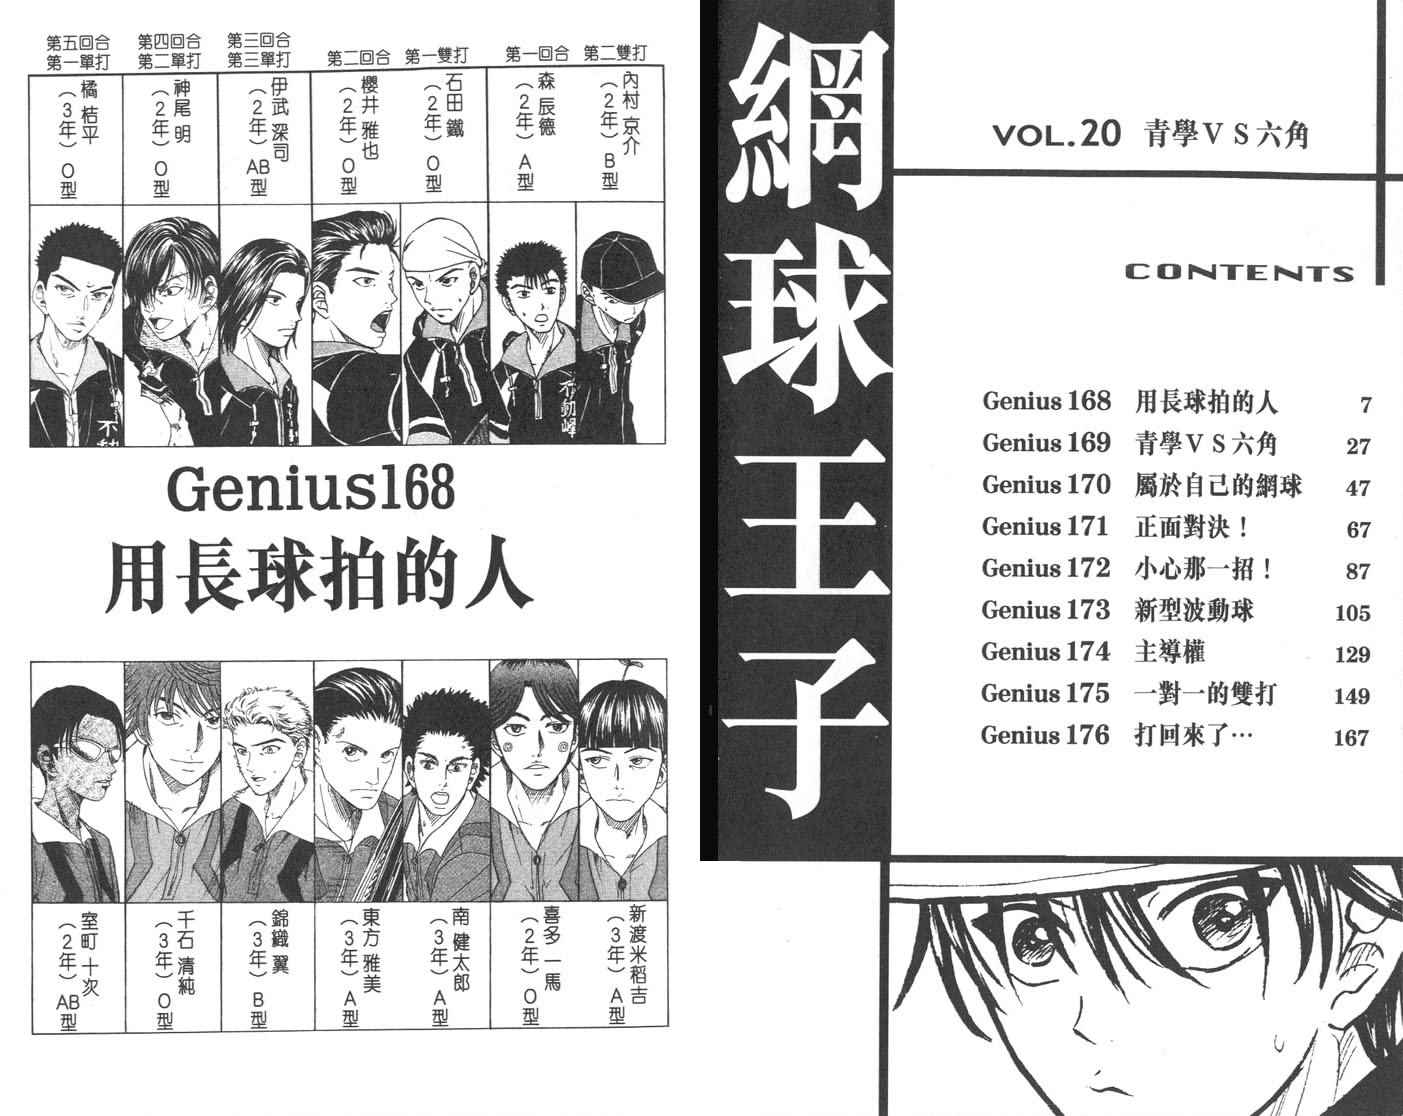 網球王子
VOL.20 青學ＶＳ六角
CONTENTS
Genius 168 用長球拍的人 7
Genius 169 青學ＶＳ六角 27
Genius 170 屬於自己的網球 47
Genius 171 正面對決！ 67
Genius 172 小心那一招！ 87
Genius 173 新型波動球 105
Genius 174 主導權 129
Genius 175 一對一的雙打 149
Genius 176 打回來了… 167
第二雙打
第一回合
第一雙打
第二回合
第三回合
第三單打
第四回合
第二單打
第五回合
第一單打
內村 京介
（2年） B型
森 辰德
（2年） A型
石田 鐵
（2年） O型
櫻井 雅也
（2年） O型
伊武 深司
（2年） AB型
神尾 明
（2年） O型
橘 桔平
（3年） O型
不動峰
不動
Genius168
用長球拍的人
新渡米稻吉
（3年） A型
喜多 一馬
（2年） O型
南 健太郎
（3年） A型
東方 雅美
（3年） A型
錦織 翼
（3年） B型
千石 清純
（3年） O型
室町 十次
（2年） AB型